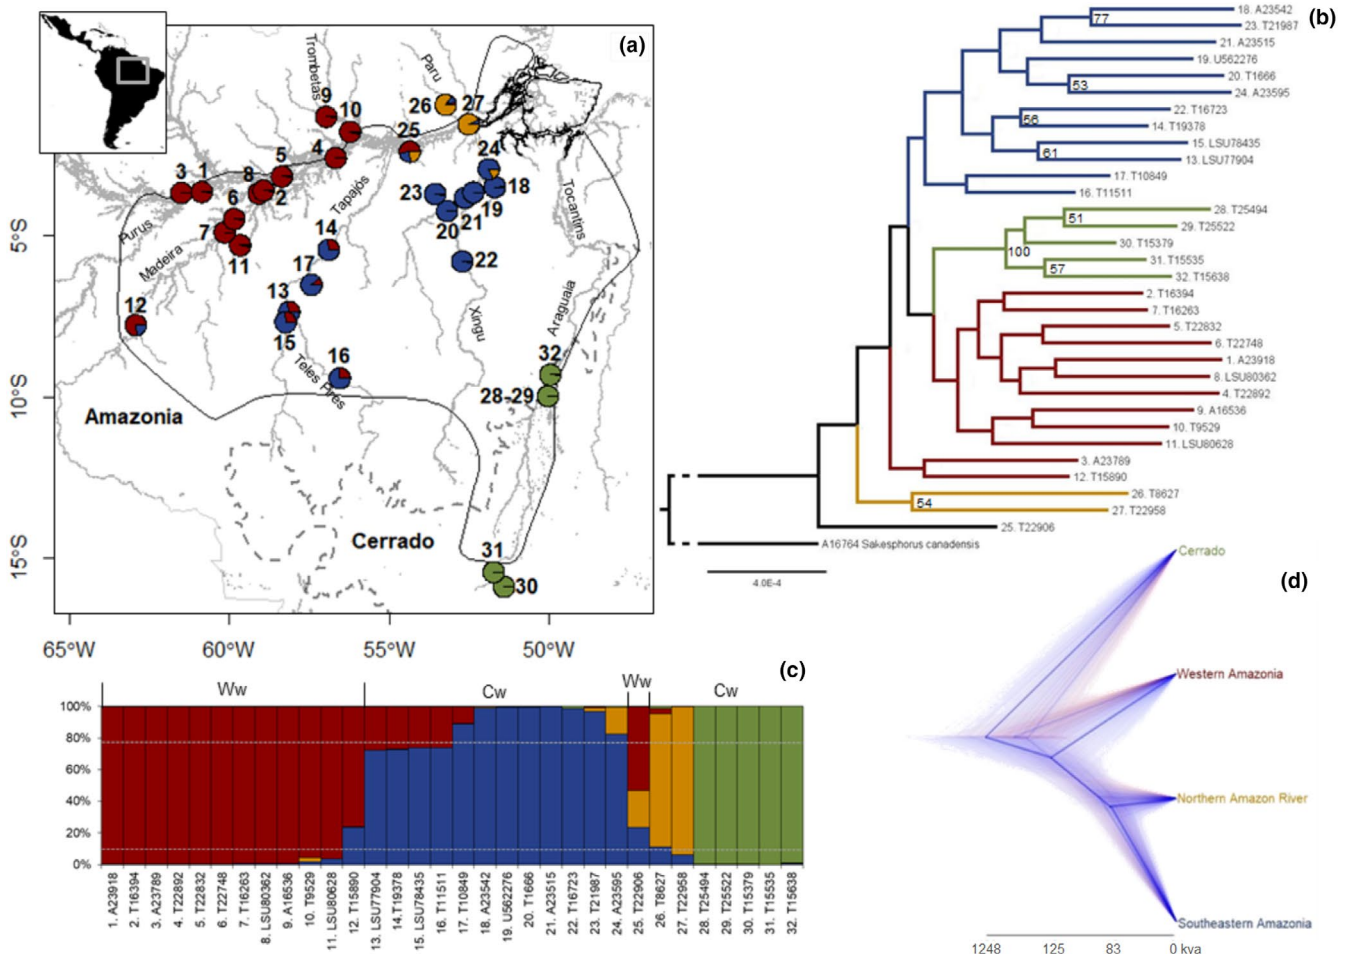 (a)
Trombetas
Paru
9
10
26
27
25
5
4
24
3
1
8
2
6
23
18
19
21
20
Tapajós
Tocantins
7
11
14
22
Purus
Madeira
17
13
12
15
16
Xingu
Araguaia
Teles Pires
32
28-29
Amazonia
Cerrado
31
30
5°S
10°S
15°S
65°W
60°W
55°W
50°W
(b)
18. A23542
77
23. T21987
21. A23515
19. U562276
20. T1666
53
24. A23595
22. T16723
56
14. T19378
15. LSU78435
61
13. LSU77904
17. T10849
16. T11511
28. T25494
51
29. T25522
30. T15379
100
31. T15535
57
32. T15638
2. T16394
7. T16263
5. T22832
6. T22748
1. A23918
8. LSU80362
4. T22892
9. A16536
10. T9529
11. LSU80628
3. A23789
12. T15890
26. T8627
54
27. T22958
25. T22906
A16764 Sakesphorus canadensis
4.0E-4
(c)
Ww
Cw
Ww
Cw
100%
80%
60%
40%
20%
0%
1. A23918
2. T16394
3. A23789
4. T22892
5. T22832
6. T22748
7. T16263
8. LSU80362
9. A16536
10. T9529
11. LSU80628
12. T15890
13. LSU77904
14.T19378
15. LSU78435
16. T11511
17. T10849
18. A23542
19. U562276
20. T1666
21. A23515
22. T16723
23. T21987
24. A23595
25. T22906
26. T8627
27. T22958
28. T25494
29. T25522
30. T15379
31. T15535
32. T15638
(d)
Cerrado
Western Amazonia
Northern Amazon River
Southeastern Amazonia
1248 125 83 0 kva